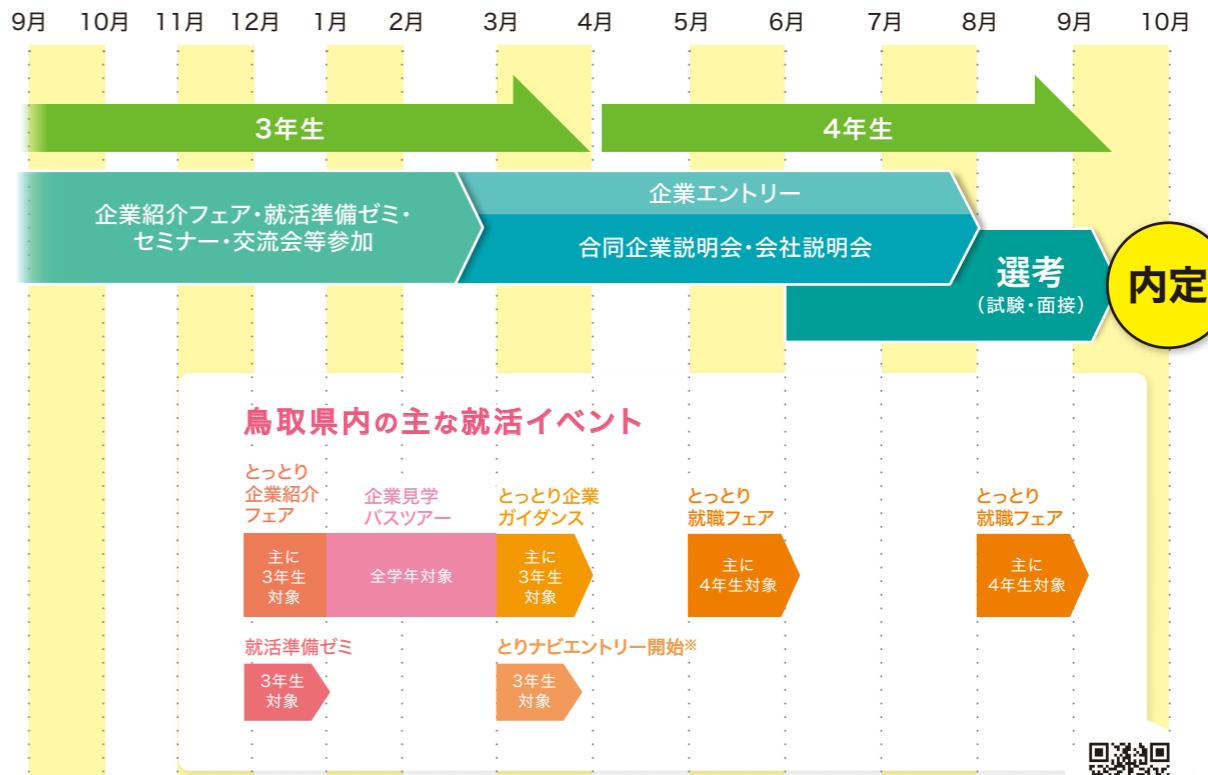 9月 10月 11月 12月 1月 2月 3月 4月 5月 6月 7月 8月 9月 10月
3年生
4年生
企業紹介フェア・就活準備ゼミ・
セミナー・交流会等参加
企業エントリー
合同企業説明会・会社説明会
選考
（試験・面接）
内定
鳥取県内の主な就活イベント
とっとり
企業紹介
フェア
主に
3年生
対象
企業見学
バスツアー
全学年対象
とっとり企業
ガイダンス
主に
3年生
対象
とっとり
就職フェア
主に
4年生対象
とっとり
就職フェア
主に
4年生対象
就活準備ゼミ
3年生
対象
とりナビエントリー開始※
3年生
対象